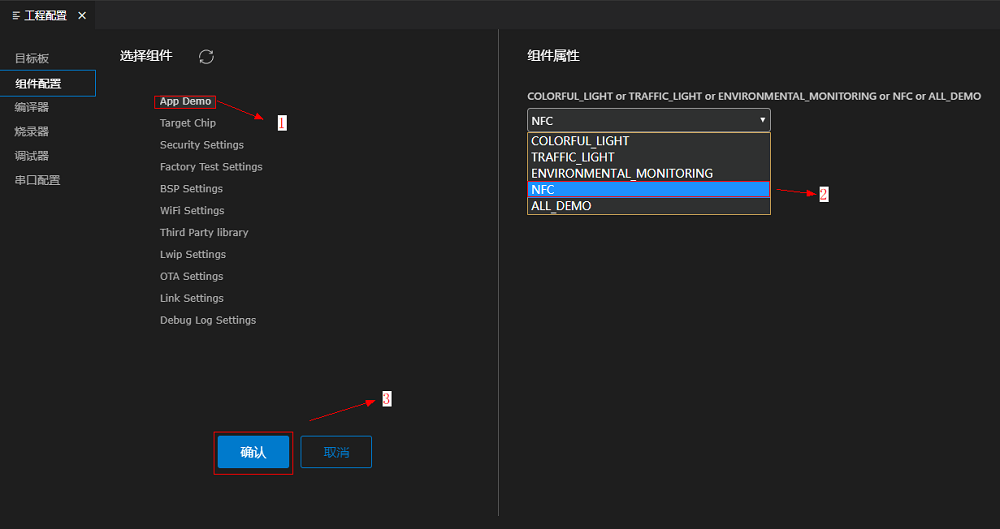 工程配置
目标板
组件配置
编译器
烧录器
调试器
串口配置
选择组件
App Demo
1
Target Chip
Security Settings
Factory Test Settings
BSP Settings
WiFi Settings
Third Party library
Lwip Settings
OTA Settings
Link Settings
Debug Log Settings
3
确认
取消
组件属性
COLORFUL_LIGHT or TRAFFIC_LIGHT or ENVIRONMENTAL_MONITORING or NFC or ALL_DEMO
NFC
COLORFUL_LIGHT
TRAFFIC_LIGHT
ENVIRONMENTAL_MONITORING
NFC
2
ALL_DEMO